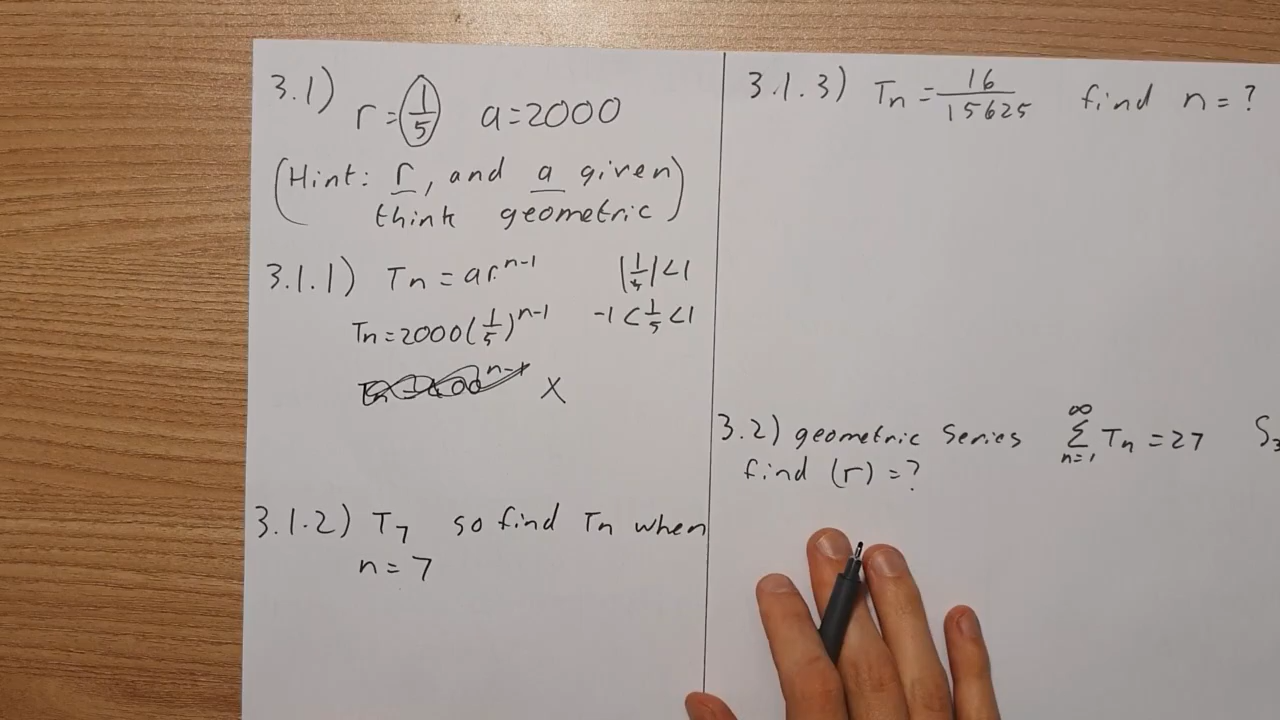 3.1) r = 1/5 a=2000
(Hint: r, and a given
think geometric)
3.1.1) Tn = ar^(n-1) |1/5|<1
Tn = 2000(1/5)^(n-1) -1 < 1/5 < 1
X
3.1.2) T7 so find Tn when
n = 7
3.1.3) Tn = 16/15625 find n = ?
3.2) geometric Series ∞ Σ n=1 Tn = 27 S3
find (r) = ?